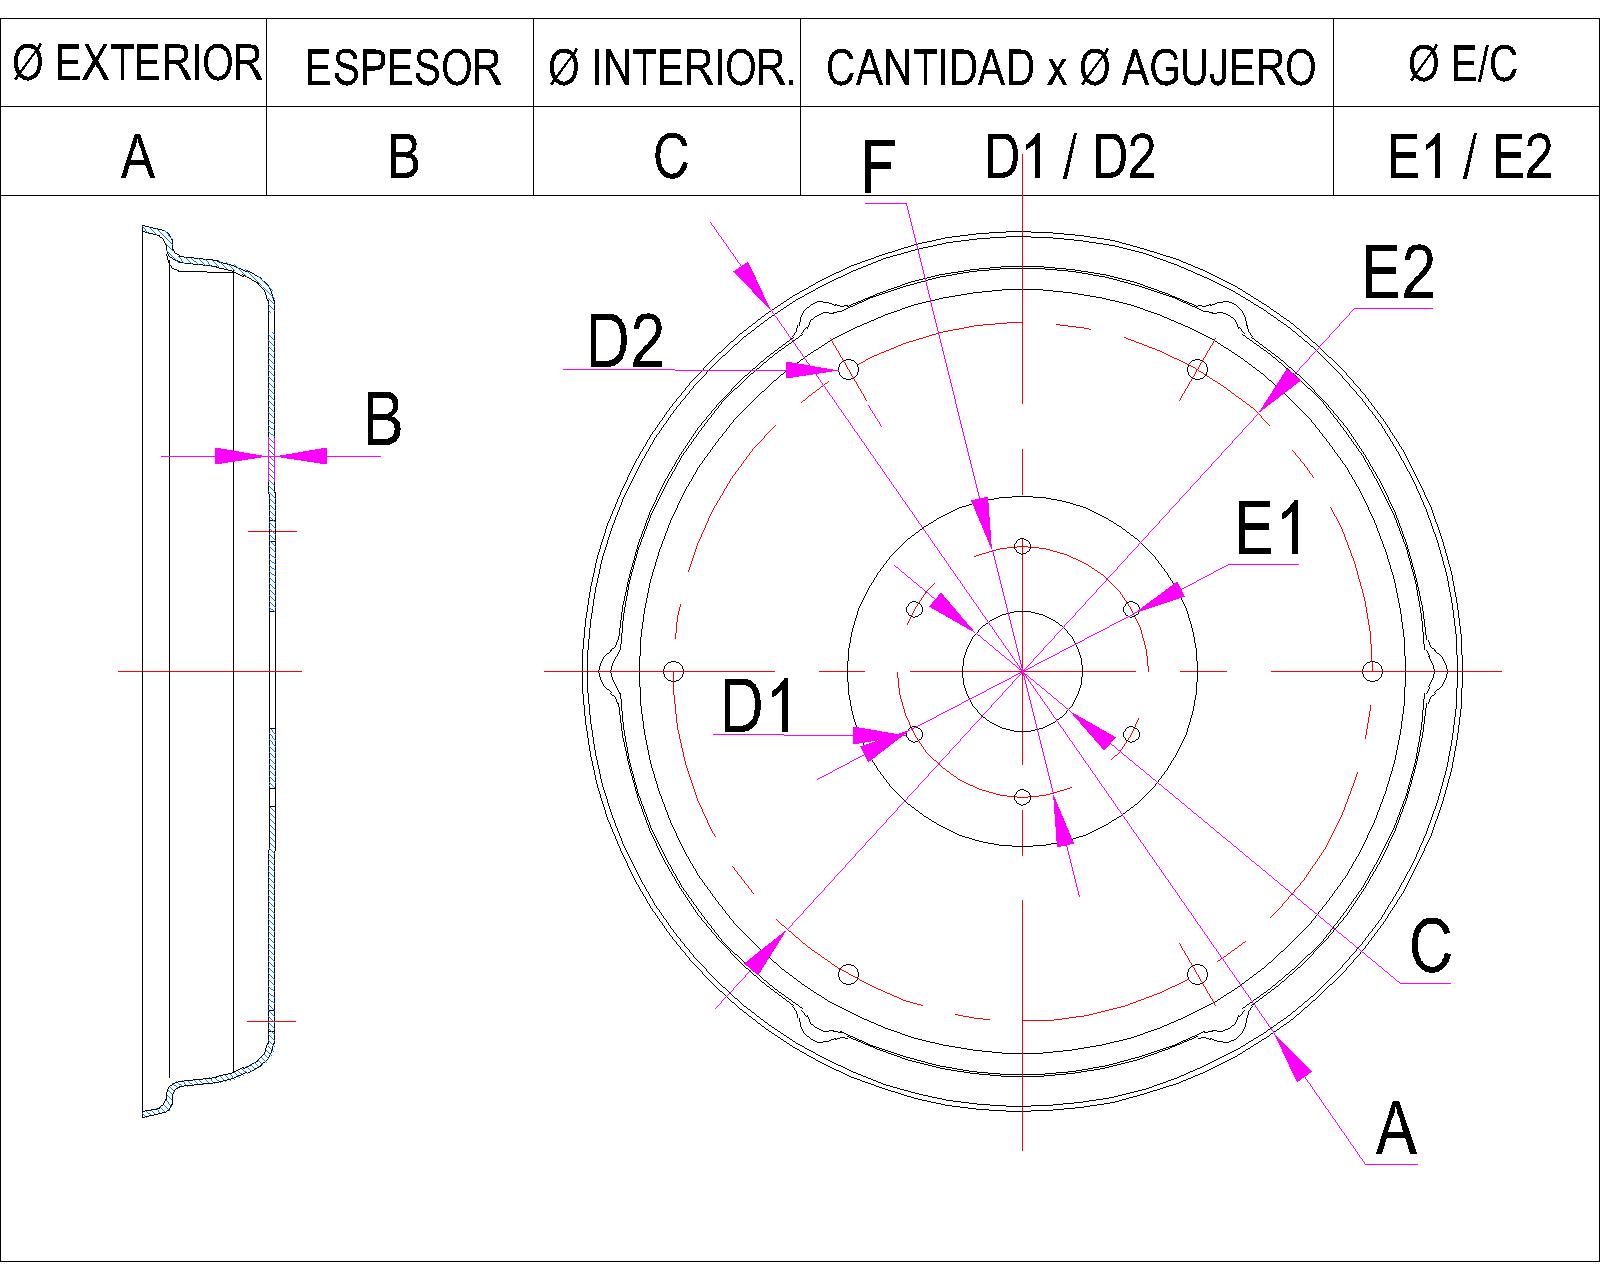 Ø EXTERIOR
ESPESOR
Ø INTERIOR.
CANTIDAD x Ø AGUJERO
Ø E/C
A
B
C
D1 / D2
E1 / E2
F
E2
D2
B
E1
D1
C
A